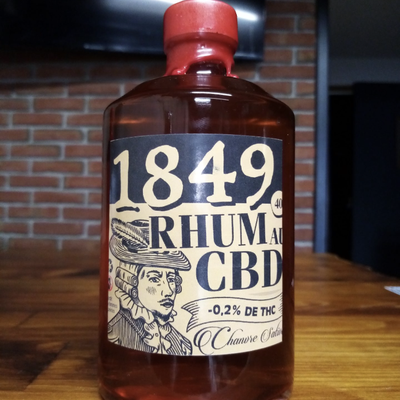 1849
40
RHUM AU
CBD
-0,2% DE THC
Chanvre